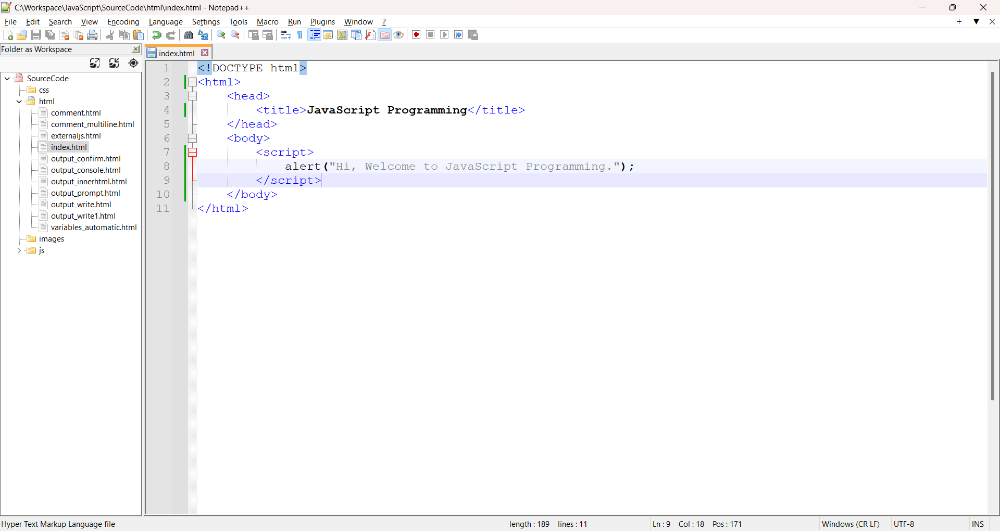 C:\Workspace\JavaScript\SourceCode\html\index.html - Notepad++
File Edit Search View Encoding Language Settings Tools Macro Run Plugins Window ?
Folder as Workspace
index.html
SourceCode
css
html
comment.html
comment_multiline.html
externaljs.html
index.html
output_confirm.html
output_console.html
output_innerhtml.html
output_prompt.html
output_write.html
output_write1.html
variables_automatic.html
images
js
1 <!DOCTYPE html>
2 <html>
3 <head>
4 <title>JavaScript Programming</title>
5 </head>
6 <body>
7 <script>
8 alert("Hi, Welcome to JavaScript Programming.");
9 </script>
10 </body>
11 </html>
Hyper Text Markup Language file length : 189 lines : 11 Ln : 9 Col : 18 Pos : 171 Windows (CR LF) UTF-8 INS